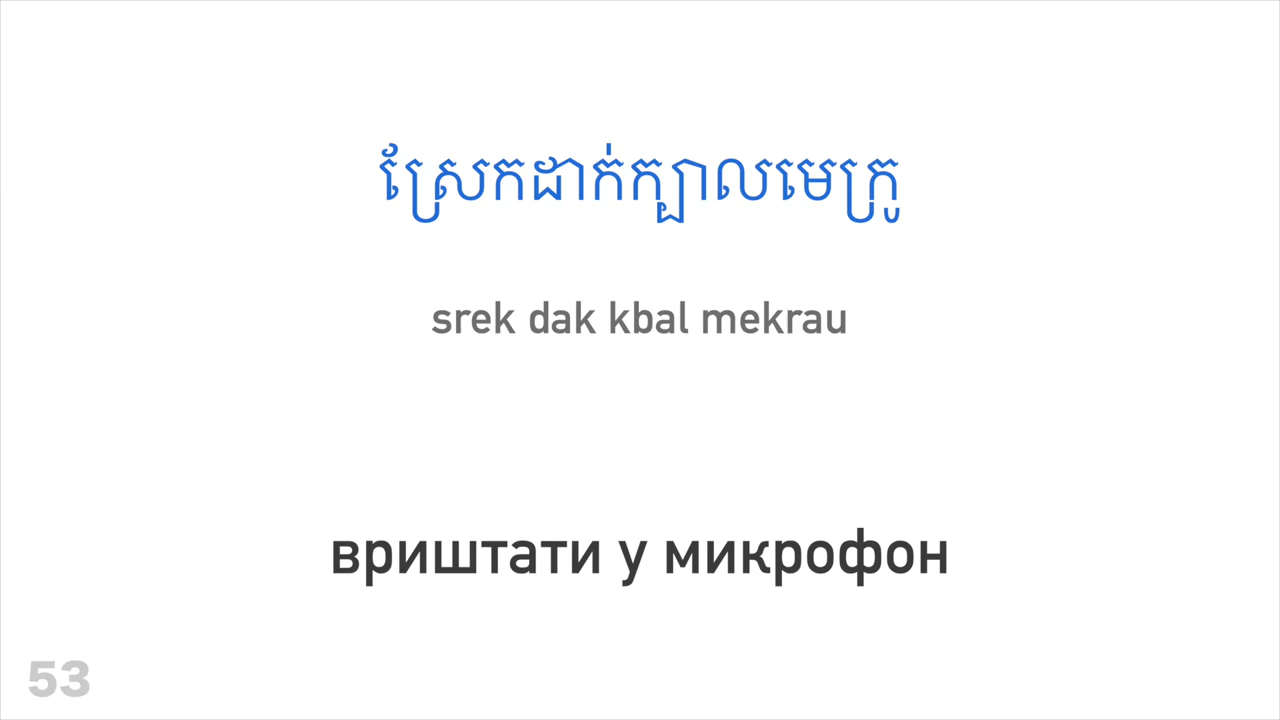 ស្រែកដាក់ក្បាលមេក្រូ
srek dak kbal mekrau
вриштати у микрофон
53